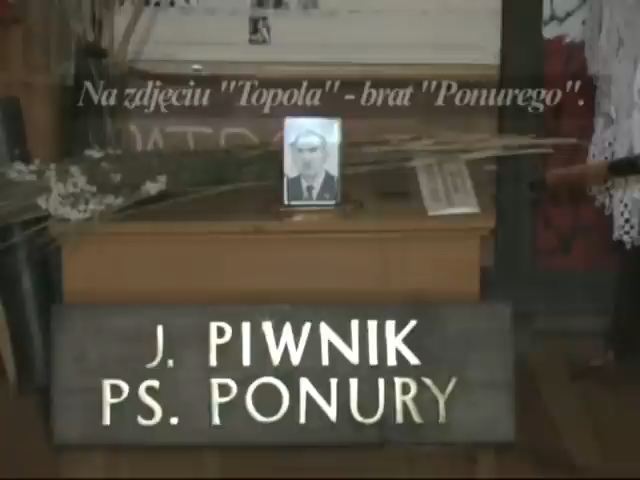 Na zdjęciu "Topola" - brat "Ponurego".
J. PIWNIK
PS. PONURY